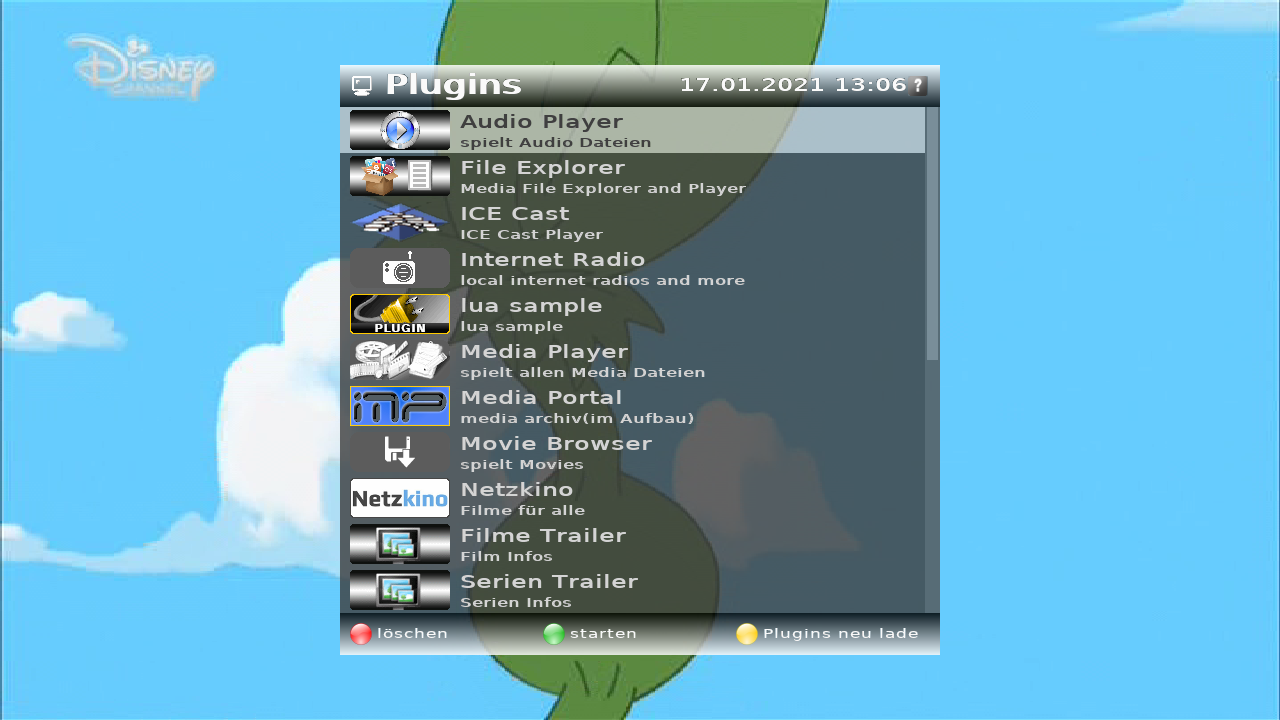 Disney
CHANNEL
Plugins 17.01.2021 13:06 ?
Audio Player
spielt Audio Dateien
File Explorer
Media File Explorer and Player
ICE Cast
ICE Cast Player
Internet Radio
local internet radios and more
PLUGIN
lua sample
lua sample
Media Player
spielt allen Media Dateien
mp
Media Portal
media archiv(im Aufbau)
Movie Browser
spielt Movies
Netzkino
Netzkino
Filme für alle
Filme Trailer
Film Infos
Serien Trailer
Serien Infos
löschen starten Plugins neu lade